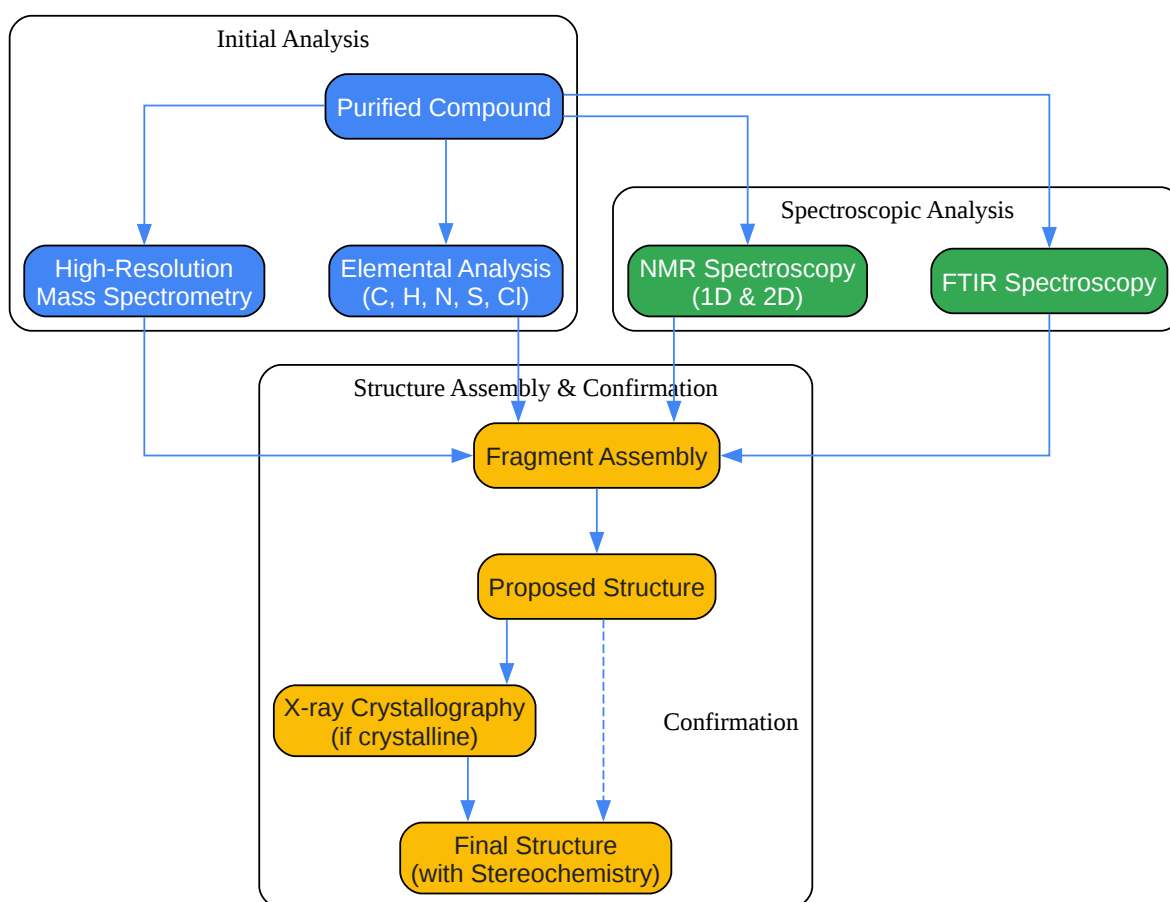 Initial Analysis
Purified Compound
Spectroscopic Analysis
High-Resolution
Mass Spectrometry
Elemental Analysis
(C, H, N, S, Cl)
NMR Spectroscopy
(1D & 2D)
FTIR Spectroscopy
Structure Assembly & Confirmation
Fragment Assembly
Proposed Structure
X-ray Crystallography
(if crystalline)
Confirmation
Final Structure
(with Stereochemistry)